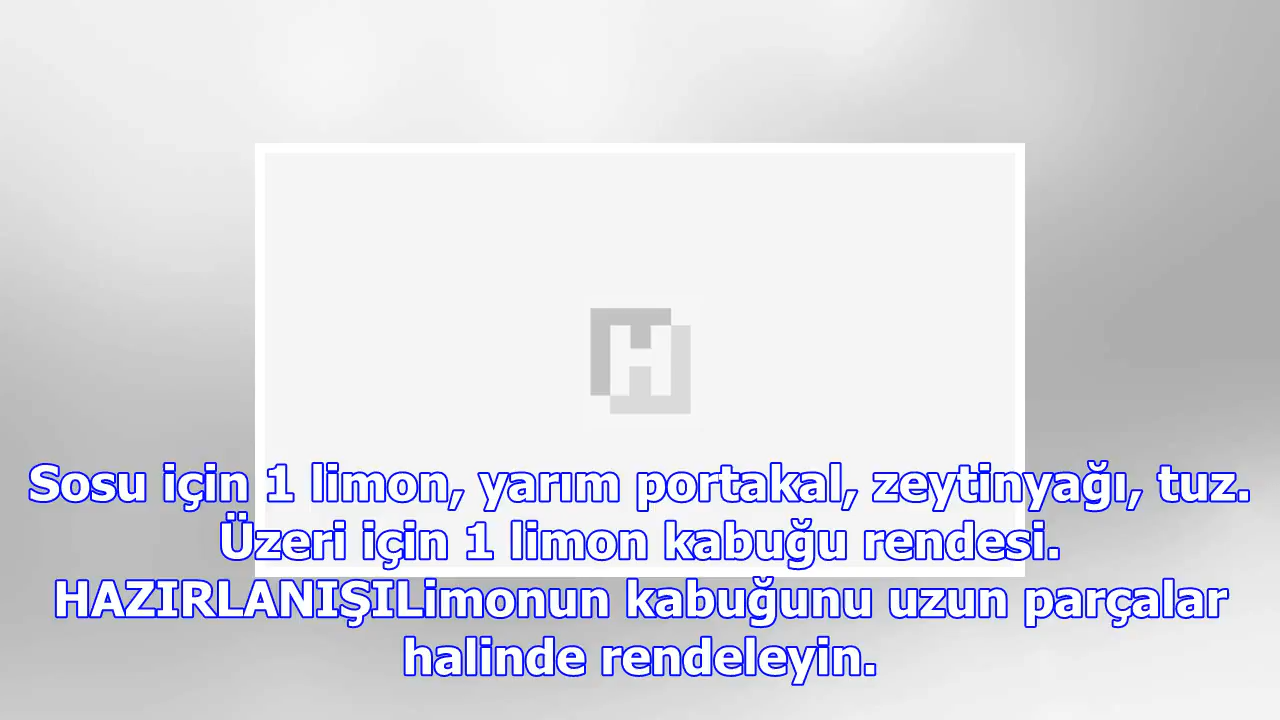 H
Sosu için 1 limon, yarım portakal, zeytinyağı, tuz.
Üzeri için 1 limon kabuğu rendesi.
HAZIRLANIŞILimonun kabuğunu uzun parçalar
halinde rendeleyin.